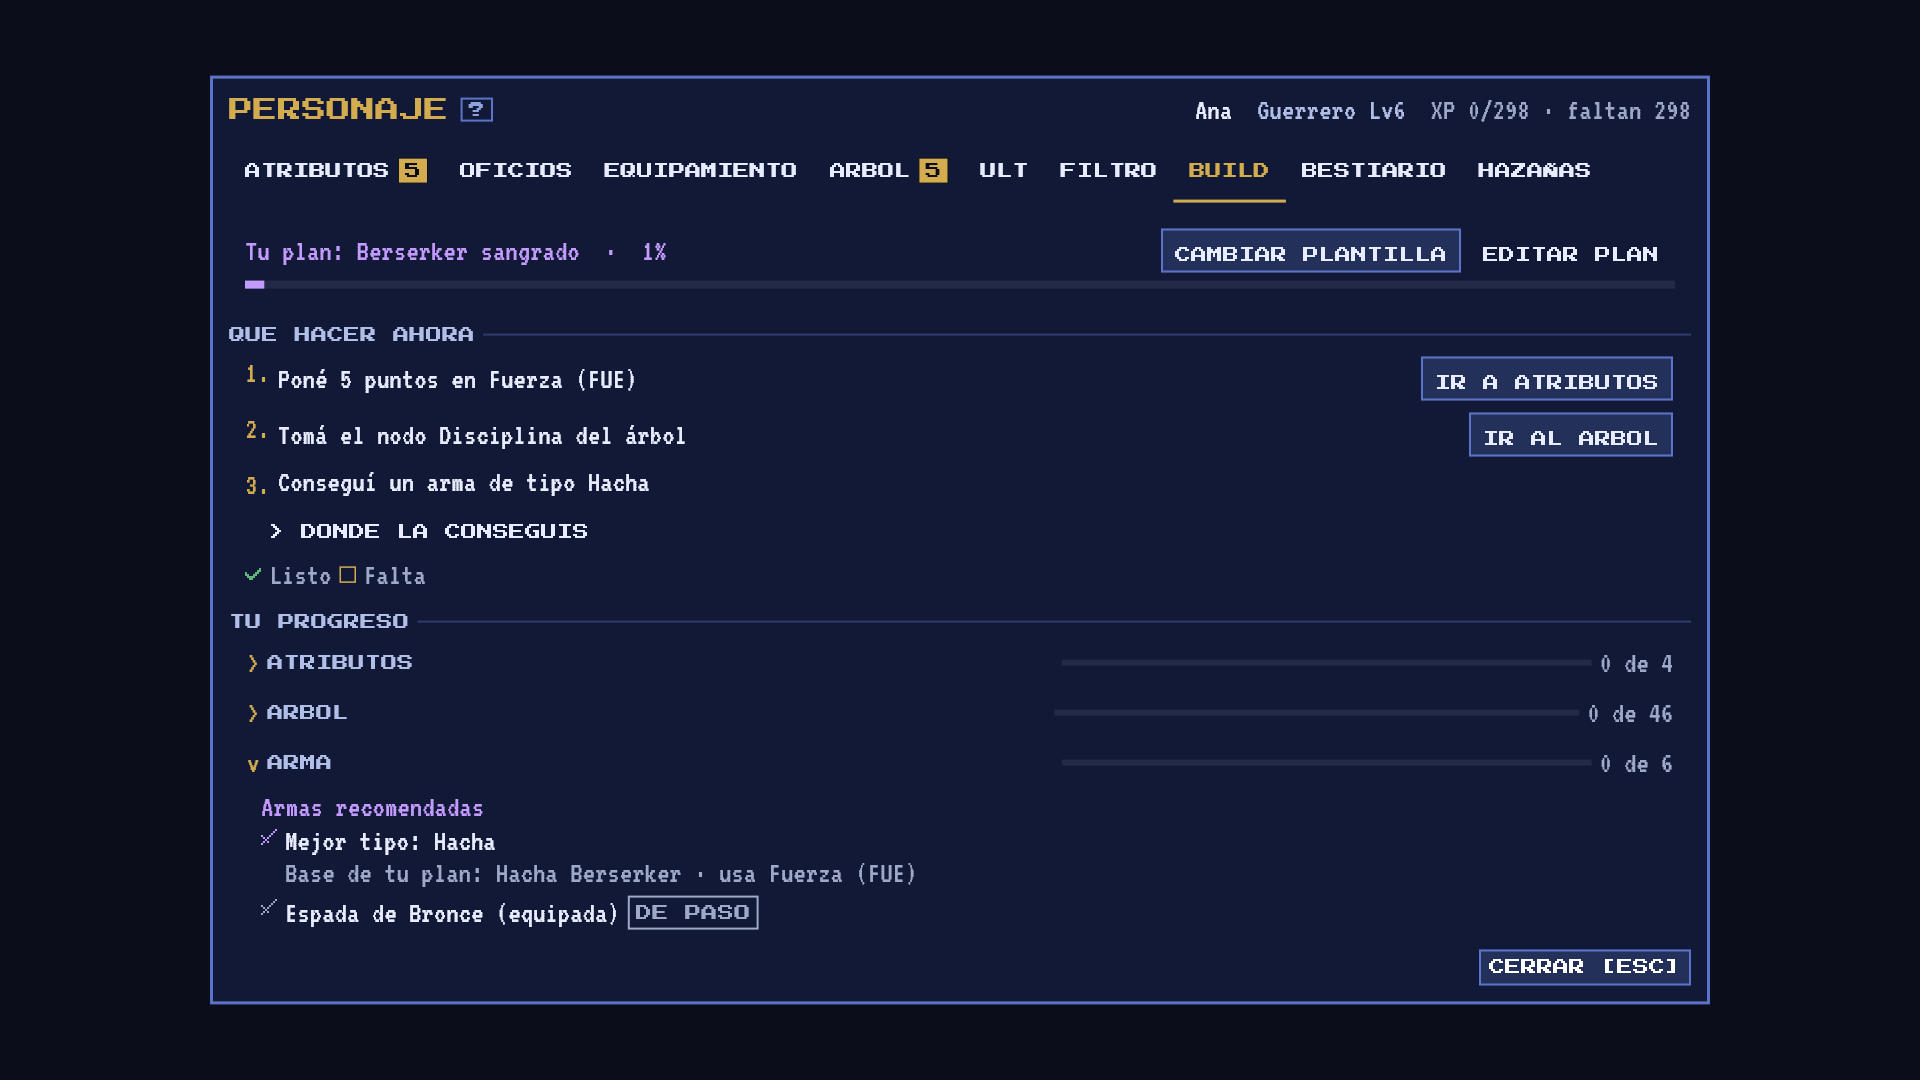 PERSONAJE ?
Ana Guerrero Lv6 XP 0/298 · faltan 298
ATRIBUTOS 5 OFICIOS EQUIPAMIENTO ARBOL 5 ULT FILTRO BUILD BESTIARIO HAZAñAS
Tu plan: Berserker sangrado · 1%
CAMBIAR PLANTILLA EDITAR PLAN
QUE HACER AHORA
1. Poné 5 puntos en Fuerza (FUE)
IR A ATRIBUTOS
2. Tomá el nodo Disciplina del árbol
IR AL ARBOL
3. Conseguí un arma de tipo Hacha
> DONDE LA CONSEGUIS
Listo Falta
TU PROGRESO
ATRIBUTOS 0 de 4
ARBOL 0 de 46
ARMA 0 de 6
Armas recomendadas
Mejor tipo: Hacha
Base de tu plan: Hacha Berserker · usa Fuerza (FUE)
Espada de Bronce (equipada) DE PASO
CERRAR [ESC]